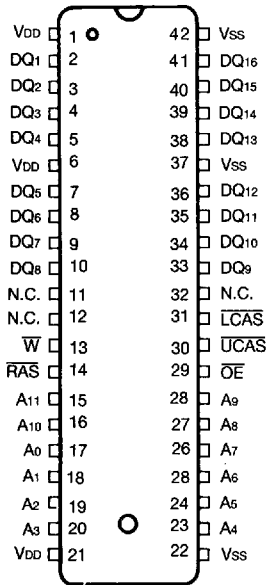 VDD 1 42 VSS
DQ1 2 41 DQ16
DQ2 3 40 DQ15
DQ3 4 39 DQ14
DQ4 5 38 DQ13
VDD 6 37 VSS
DQ5 7 36 DQ12
DQ6 8 35 DQ11
DQ7 9 34 DQ10
DQ8 10 33 DQ9
N.C. 11 32 N.C.
N.C. 12 31 L̅C̅A̅S̅
W̅ 13 30 U̅C̅A̅S̅
R̅A̅S̅ 14 29 O̅E̅
A11 15 28 A9
A10 16 27 A8
A0 17 26 A7
A1 18 28 A6
A2 19 24 A5
A3 20 23 A4
VDD 21 22 VSS